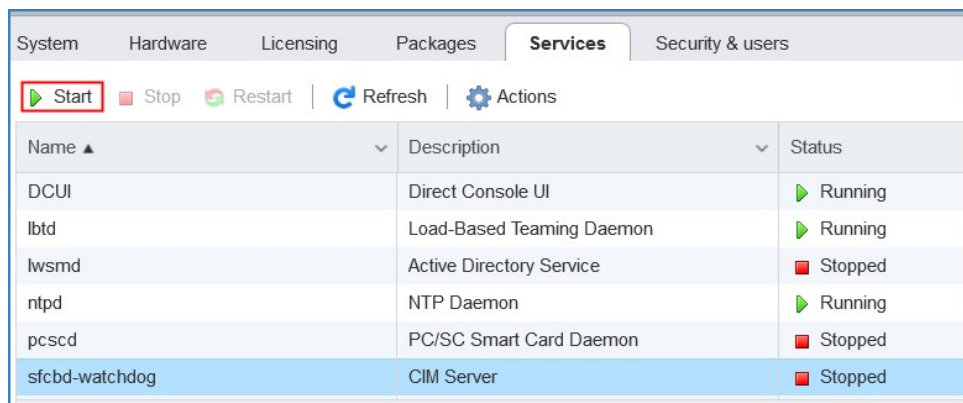 System Hardware Licensing Packages Services Security & users
Start Stop Restart Refresh Actions
Name Description Status
DCUI Direct Console UI Running
lbtd Load-Based Teaming Daemon Running
lwsmd Active Directory Service Stopped
ntpd NTP Daemon Running
pcscd PC/SC Smart Card Daemon Stopped
sfcbd-watchdog CIM Server Stopped